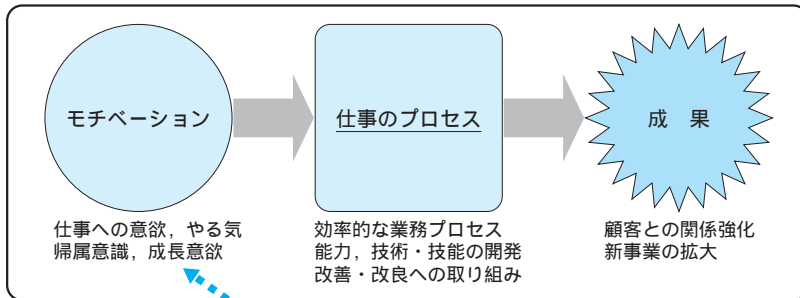 モチベーション
仕事のプロセス
成　果
仕事への意欲，やる気
帰属意識，成長意欲
効率的な業務プロセス
能力，技術・技能の開発
改善・改良への取り組み
顧客との関係強化
新事業の拡大